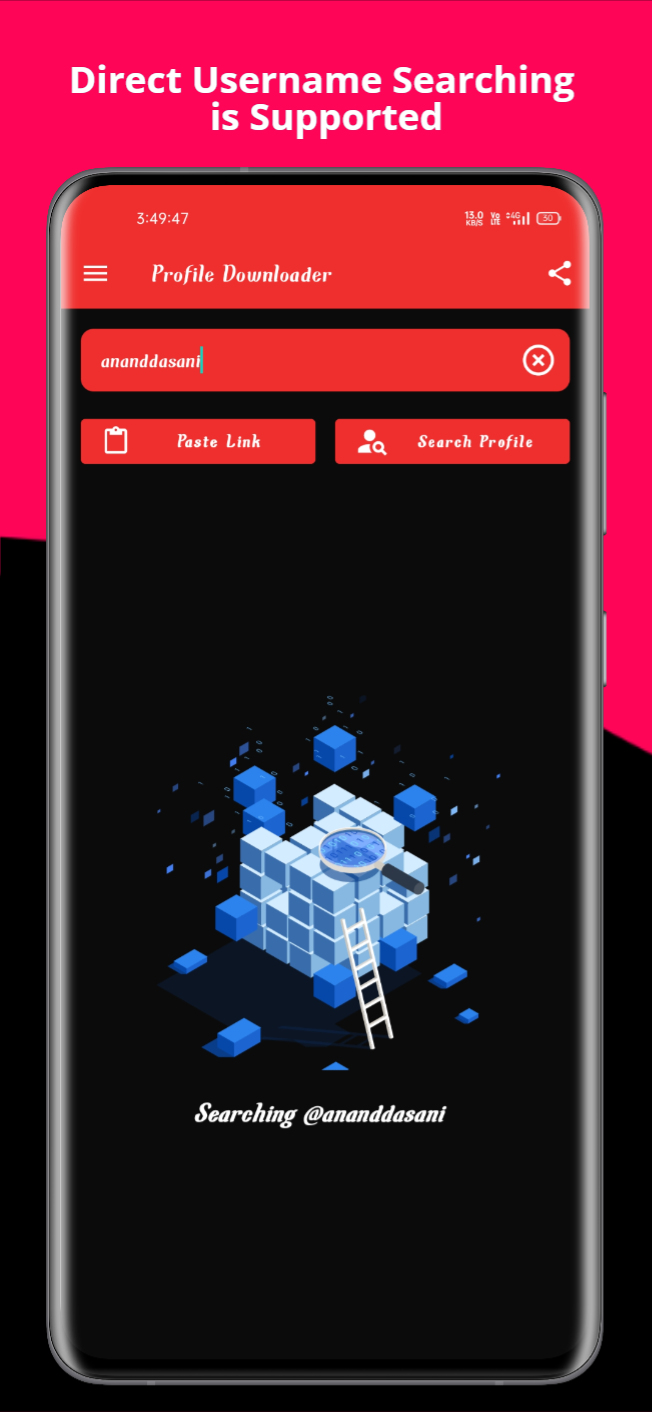 Direct Username Searching
is Supported
3:49:47
13.0 KB/S Vo LTE 4G 30
Profile Downloader
ananddasani
Paste Link
Search Profile
Searching @ananddasani